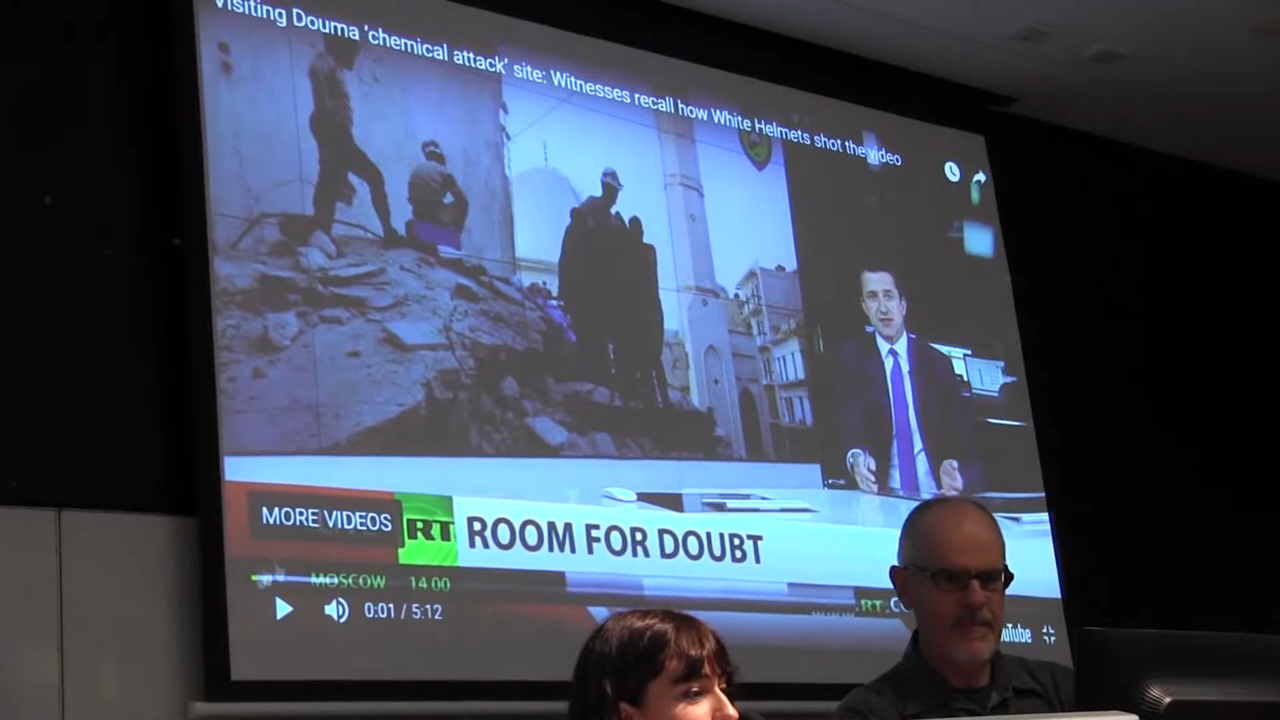 Visiting Douma 'chemical attack' site: Witnesses recall how White Helmets shot the video
MORE VIDEOS
RT
ROOM FOR DOUBT
MOSCOW 14 00
0:01 / 5:12